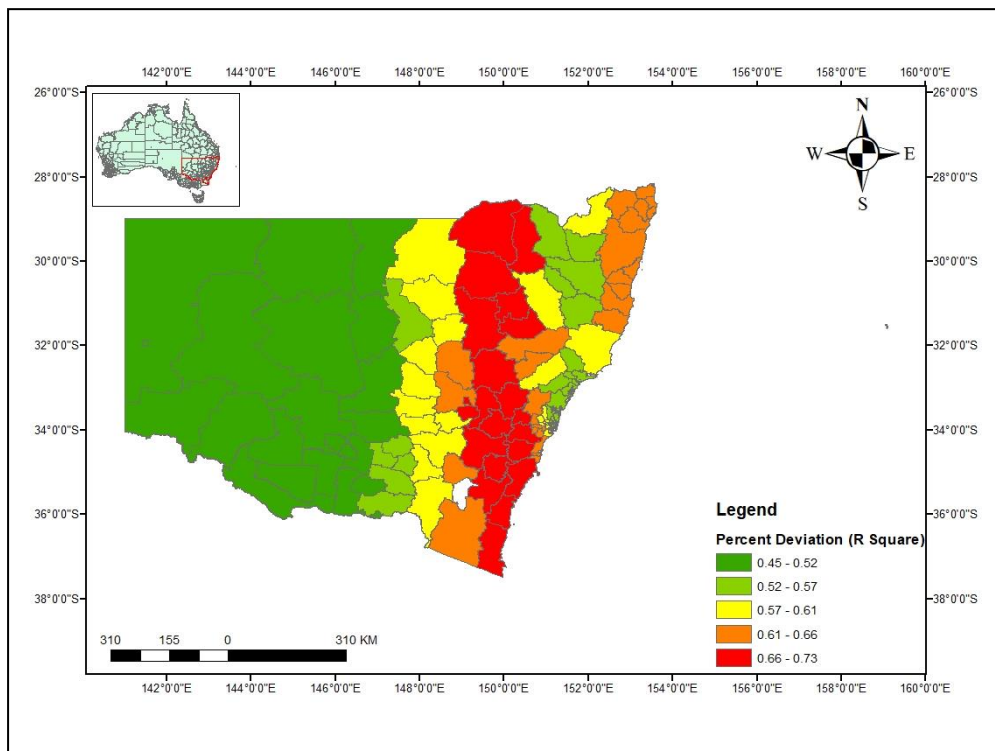 142°0'0"E 144°0'0"E 146°0'0"E 148°0'0"E 150°0'0"E 152°0'0"E 154°0'0"E 156°0'0"E 158°0'0"E 160°0'0"E
26°0'0"S 26°0'0"S
N
W E
S
28°0'0"S 28°0'0"S
30°0'0"S 30°0'0"S
32°0'0"S 32°0'0"S
34°0'0"S 34°0'0"S
36°0'0"S 36°0'0"S
Legend
Percent Deviation (R Square)
0.45 - 0.52
0.52 - 0.57
0.57 - 0.61
0.61 - 0.66
0.66 - 0.73
38°0'0"S 38°0'0"S
310 155 0 310 KM
142°0'0"E 144°0'0"E 146°0'0"E 148°0'0"E 150°0'0"E 152°0'0"E 154°0'0"E 156°0'0"E 158°0'0"E 160°0'0"E